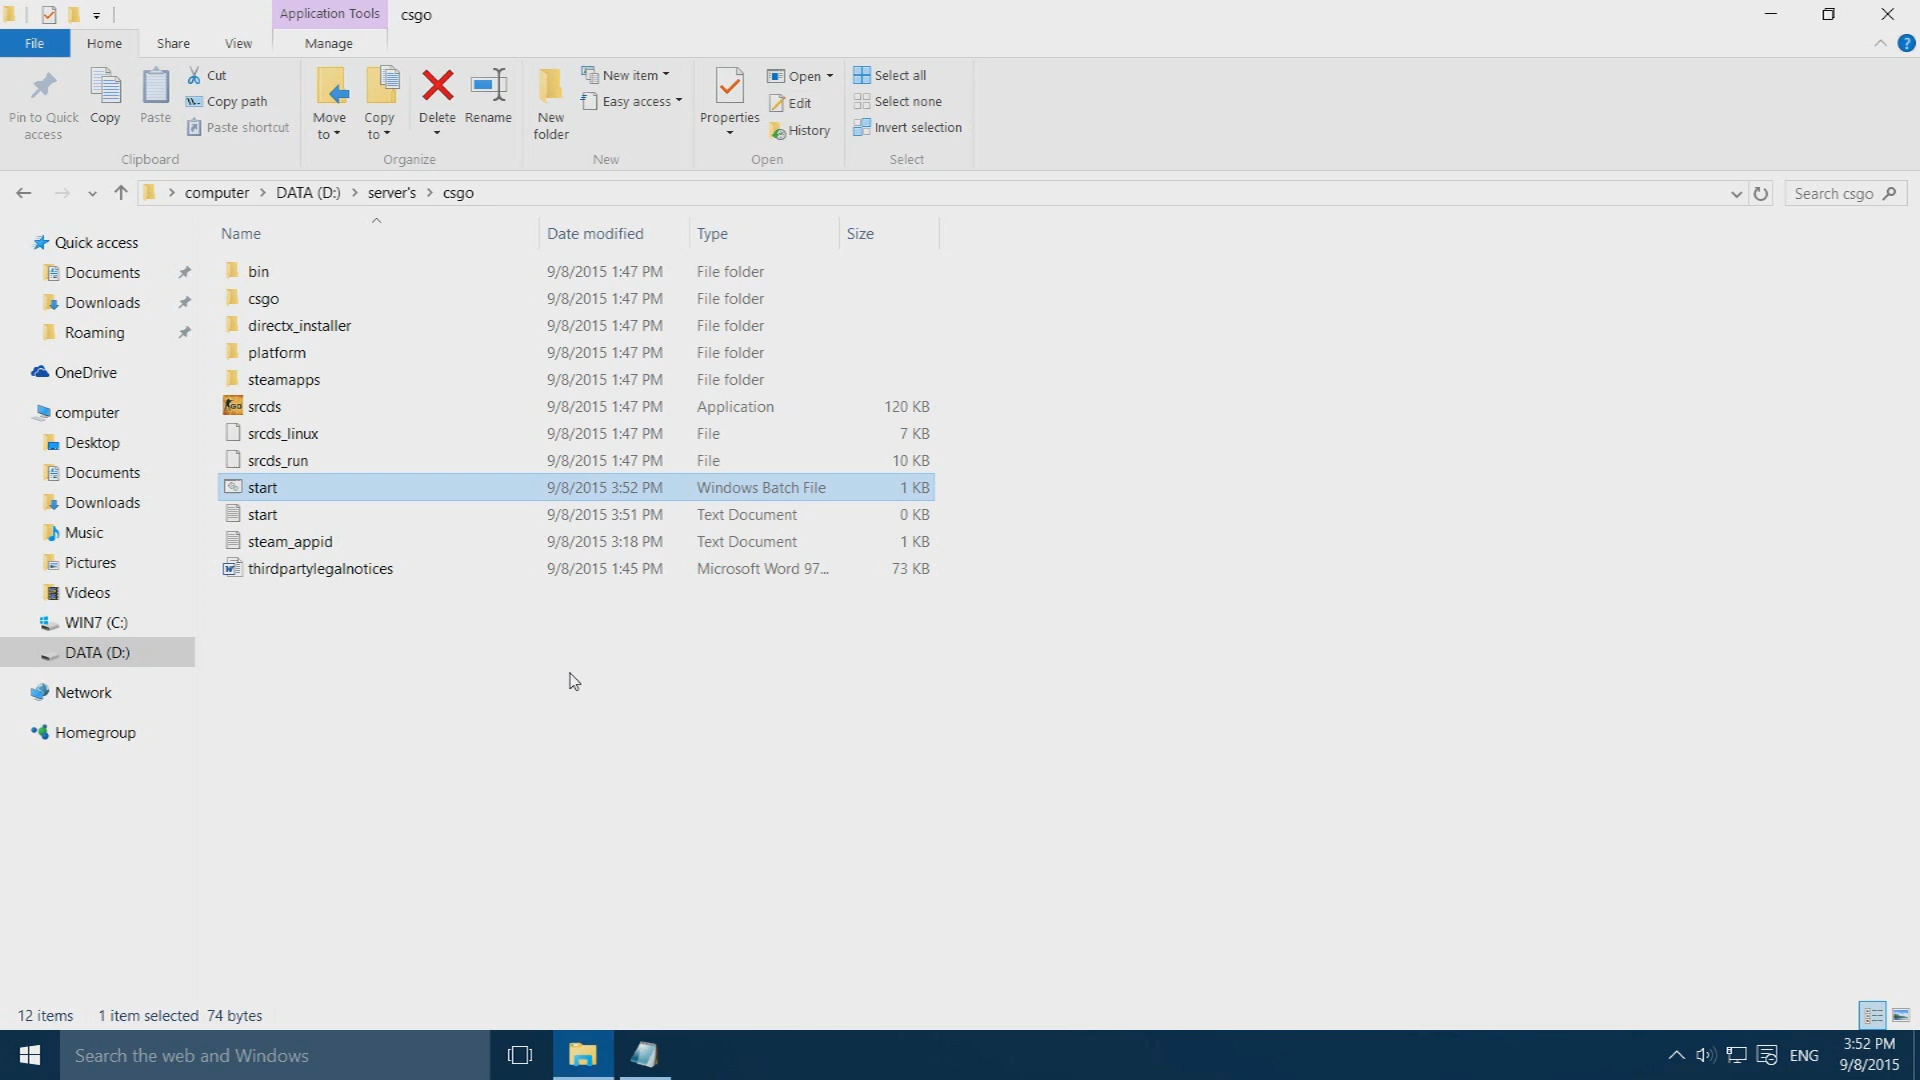 Application Tools
csgo
File
Home
Share
View
Manage
Pin to Quick access
Copy
Paste
Cut
Copy path
Paste shortcut
Move to
Copy to
Delete
Rename
New folder
New item
Easy access
Properties
Open
Edit
History
Select all
Select none
Invert selection
Clipboard
Organize
New
Open
Select
computer
DATA (D:)
server's
csgo
Search csgo
Name
Date modified
Type
Size
Quick access
Documents
Downloads
Roaming
OneDrive
computer
Desktop
Documents
Downloads
Music
Pictures
Videos
WIN7 (C:)
DATA (D:)
Network
Homegroup
bin 9/8/2015 1:47 PM File folder
csgo 9/8/2015 1:47 PM File folder
directx_installer 9/8/2015 1:47 PM File folder
platform 9/8/2015 1:47 PM File folder
steamapps 9/8/2015 1:47 PM File folder
srcds 9/8/2015 1:47 PM Application 120 KB
srcds_linux 9/8/2015 1:47 PM File 7 KB
srcds_run 9/8/2015 1:47 PM File 10 KB
start 9/8/2015 3:52 PM Windows Batch File 1 KB
start 9/8/2015 3:51 PM Text Document 0 KB
steam_appid 9/8/2015 3:18 PM Text Document 1 KB
thirdpartylegalnotices 9/8/2015 1:45 PM Microsoft Word 97... 73 KB
12 items 1 item selected 74 bytes
Search the web and Windows
ENG
3:52 PM
9/8/2015